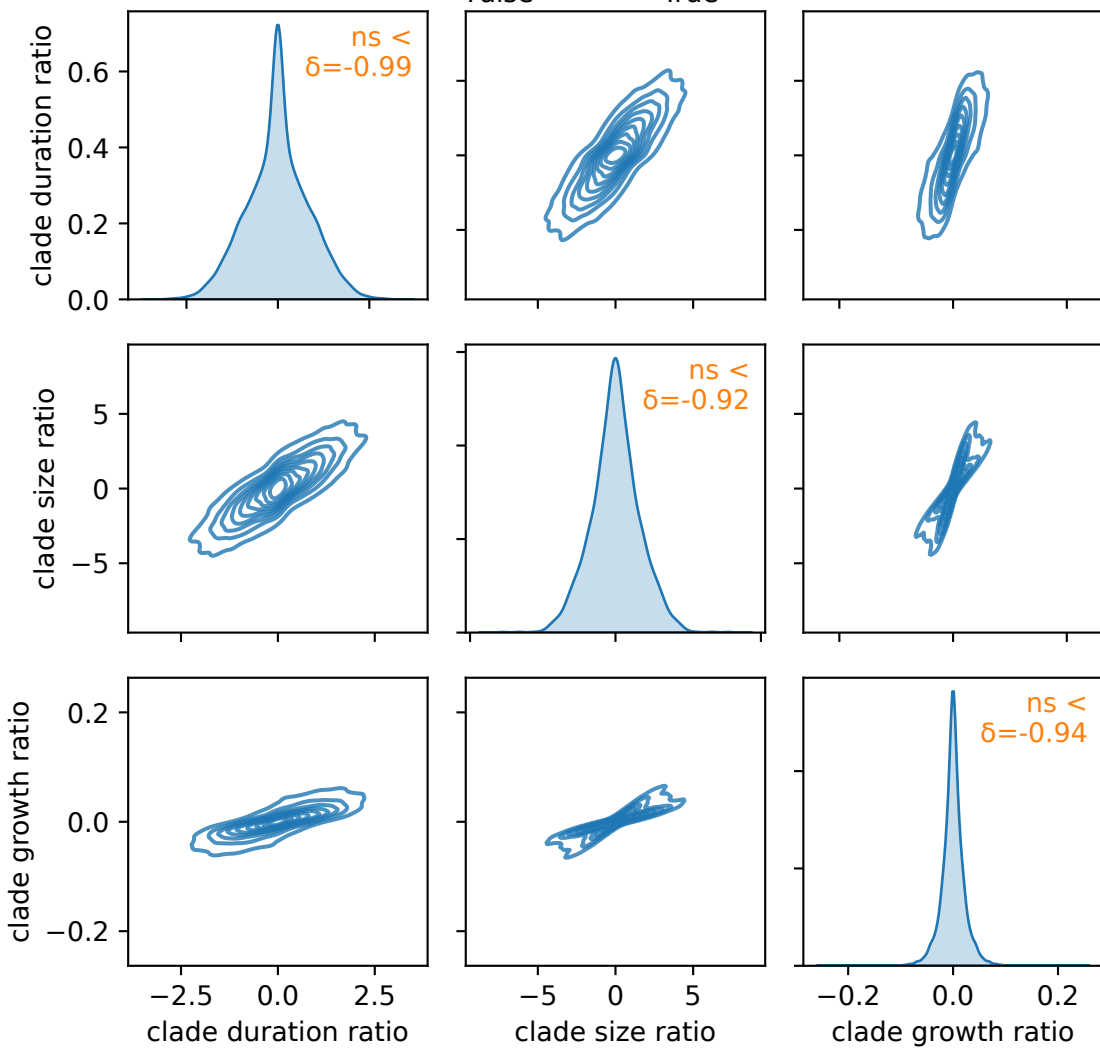 clade duration ratio
0.6
0.4
0.2
0.0
ns <
δ=-0.99
clade size ratio
5
0
−5
ns <
δ=-0.92
clade growth ratio
0.2
0.0
−0.2
ns <
δ=-0.94
−2.5 0.0 2.5
−5 0 5
−0.2 0.0 0.2
clade duration ratio
clade size ratio
clade growth ratio